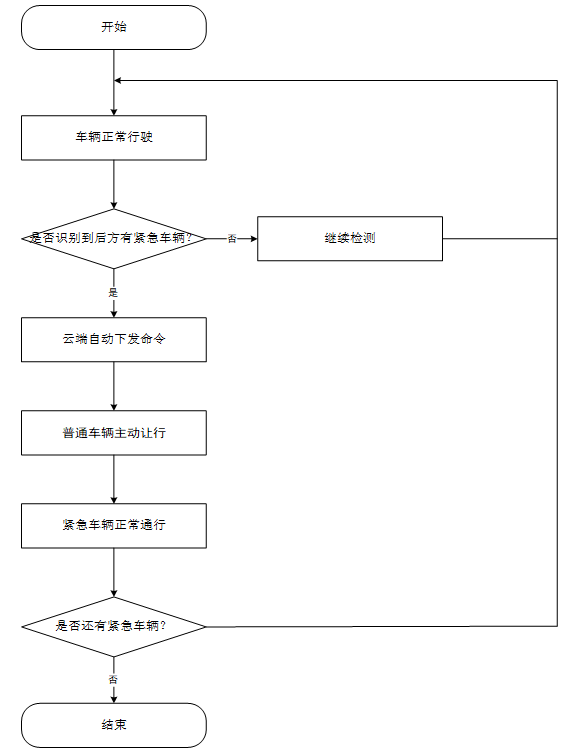 开始
车辆正常行驶
是否识别到后方有紧急车辆？
否
继续检测
是
云端自动下发命令
普通车辆主动让行
紧急车辆正常通行
是否还有紧急车辆？
否
结束